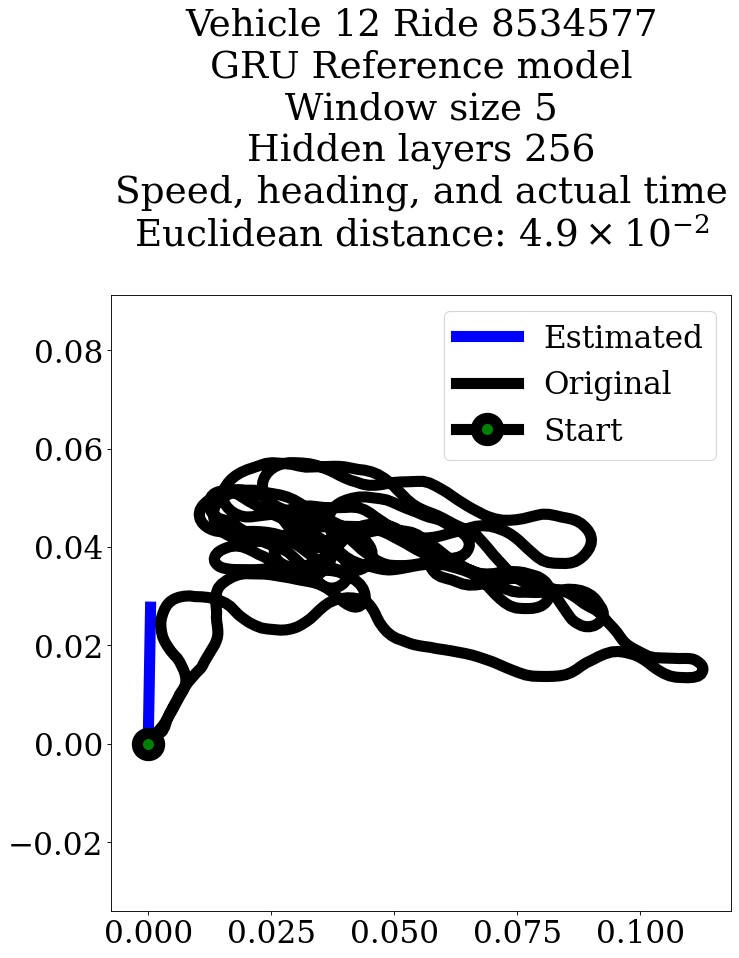 Vehicle 12 Ride 8534577
GRU Reference model
Window size 5
Hidden layers 256
Speed, heading, and actual time
Euclidean distance: 4.9 × 10⁻²
Estimated
Original
Start
0.08
0.06
0.04
0.02
0.00
−0.02
0.000 0.025 0.050 0.075 0.100